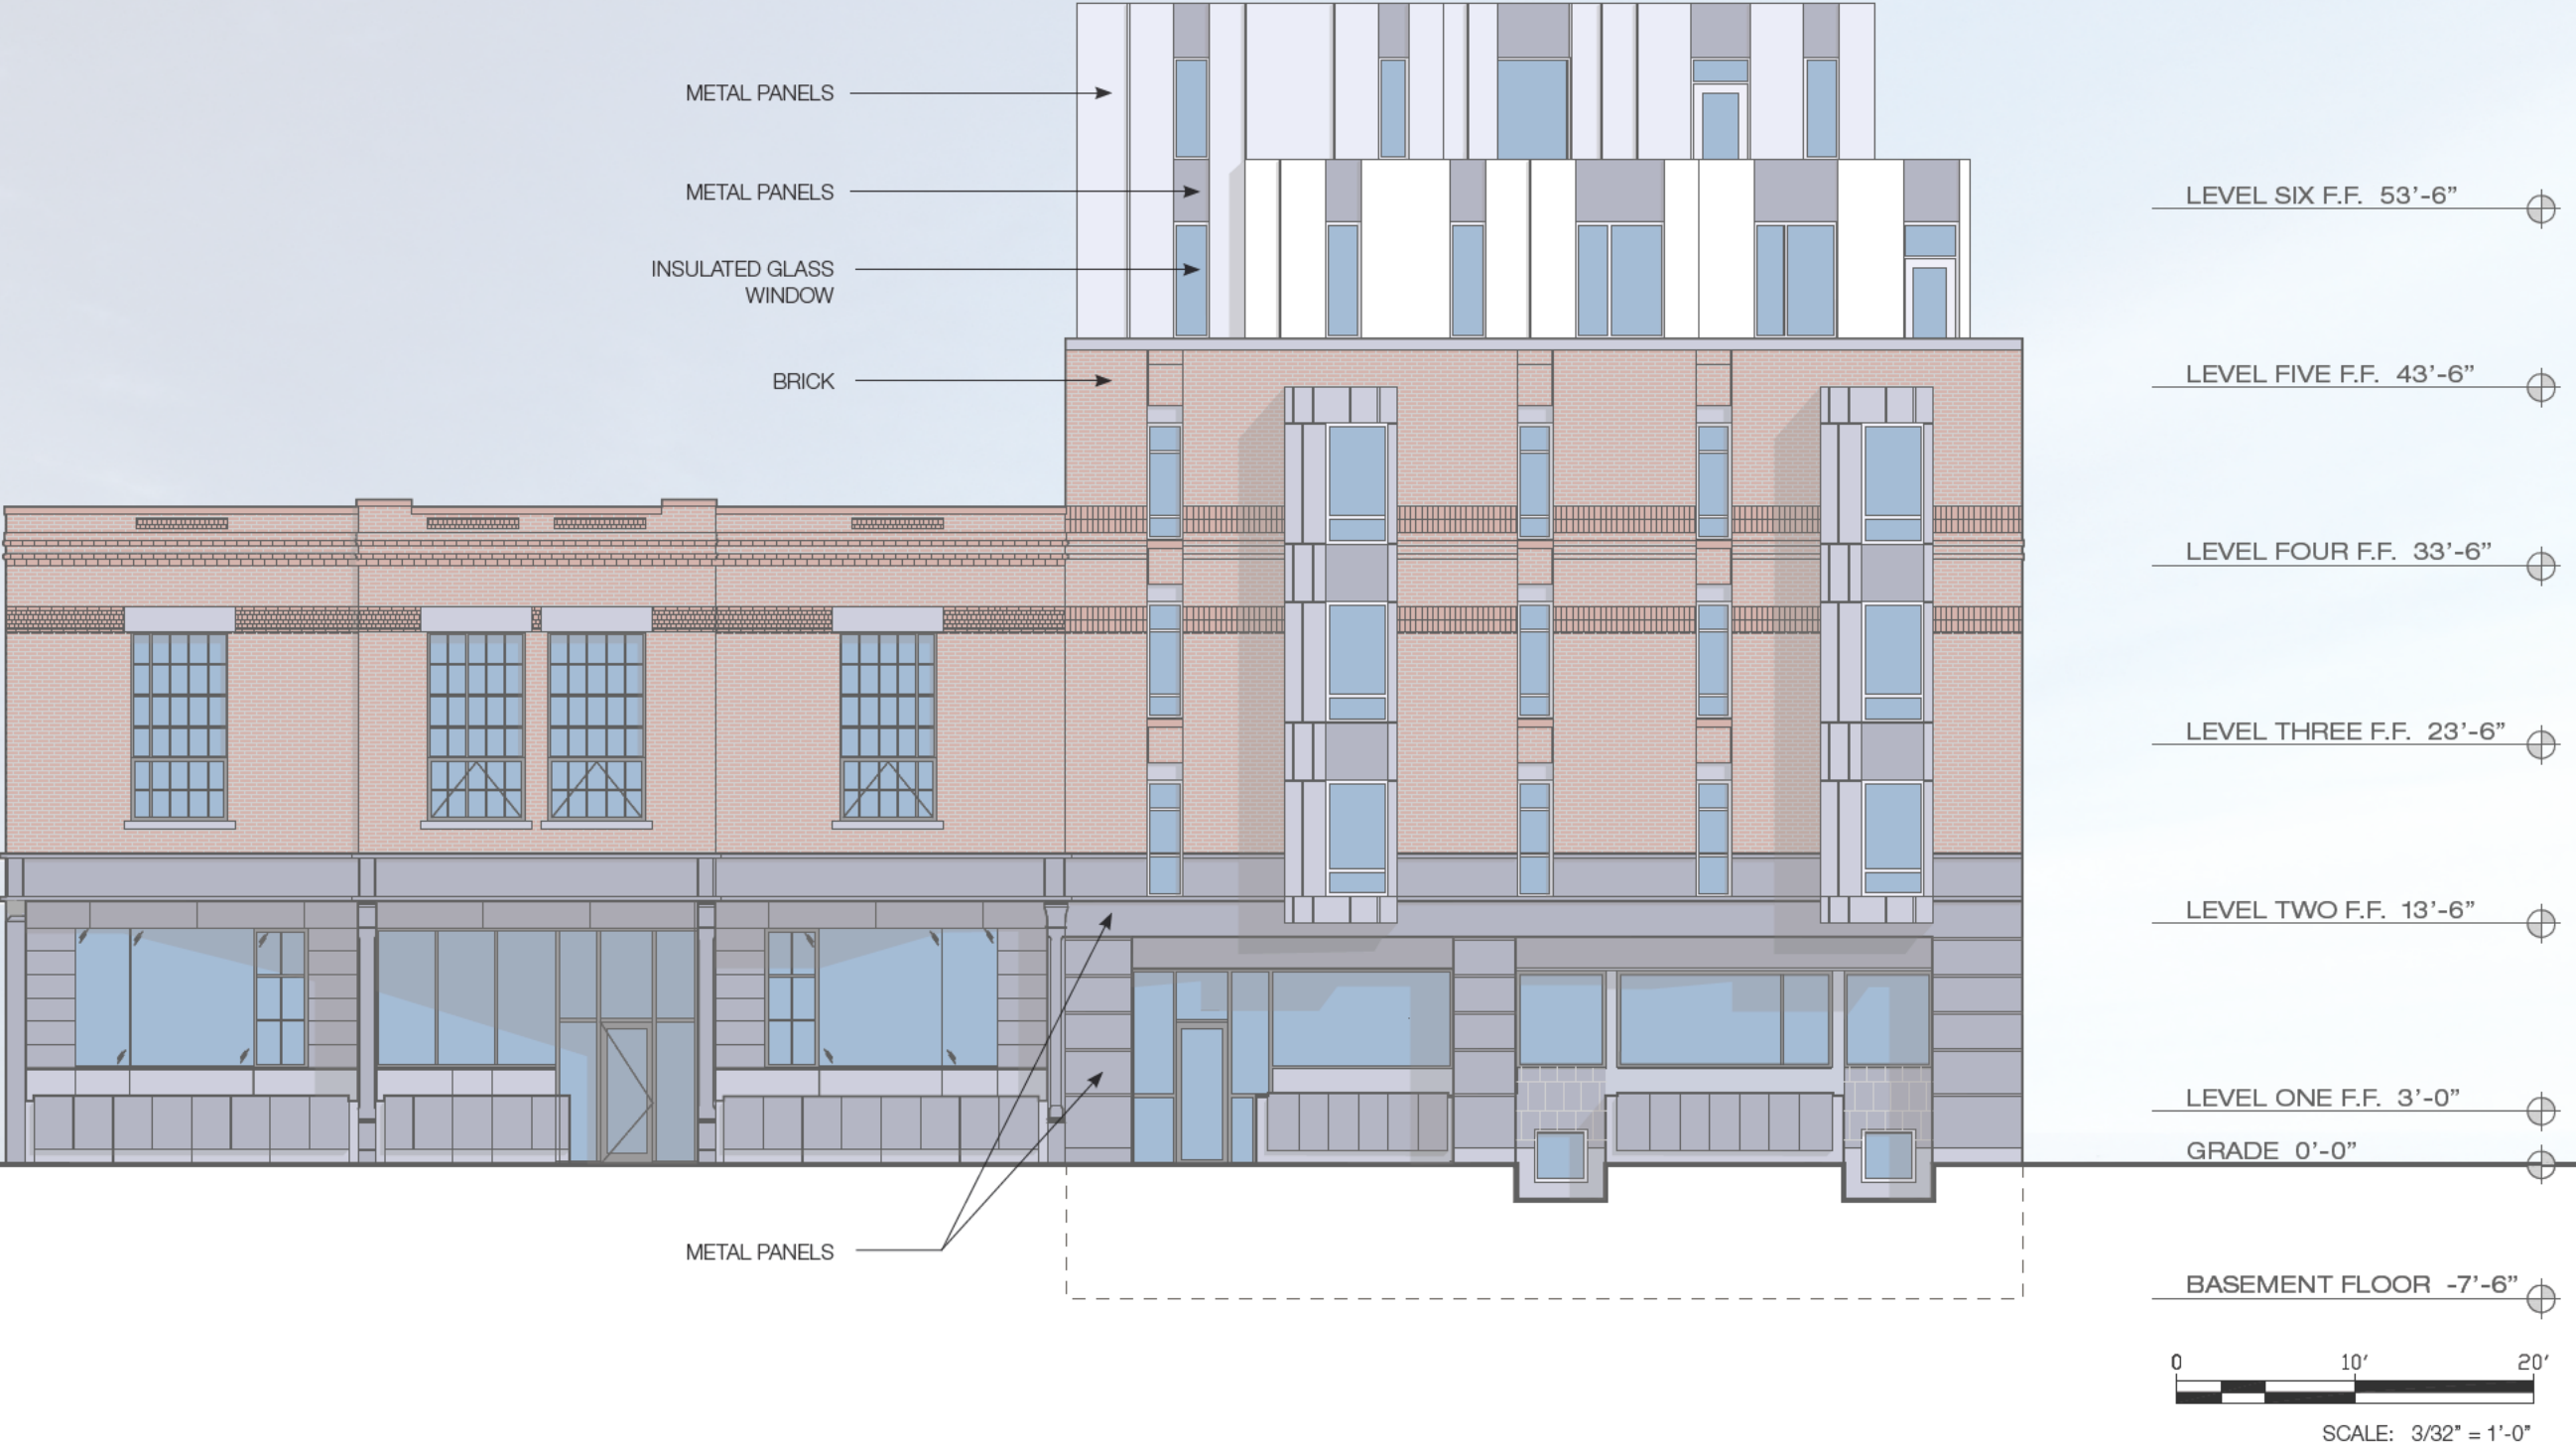 METAL PANELS
METAL PANELS
INSULATED GLASS
WINDOW
BRICK
METAL PANELS
LEVEL SIX F.F. 53’-6”
LEVEL FIVE F.F. 43’-6”
LEVEL FOUR F.F. 33’-6”
LEVEL THREE F.F. 23’-6”
LEVEL TWO F.F. 13’-6”
LEVEL ONE F.F. 3’-0”
GRADE 0’-0”
BASEMENT FLOOR -7’-6”
0 10’ 20’
SCALE: 3/32” = 1’-0”